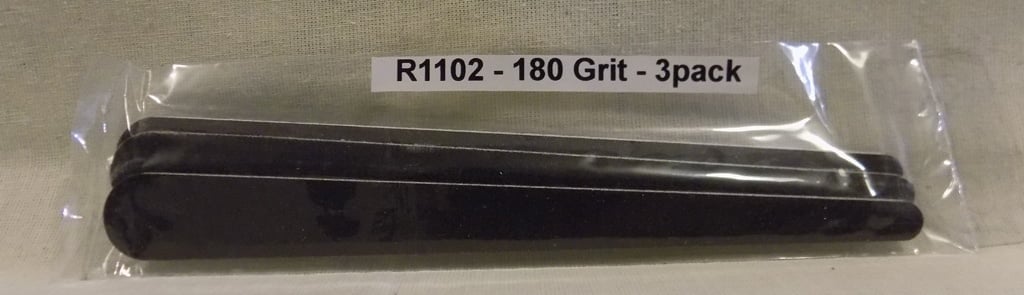 R1102 - 180 Grit - 3pack